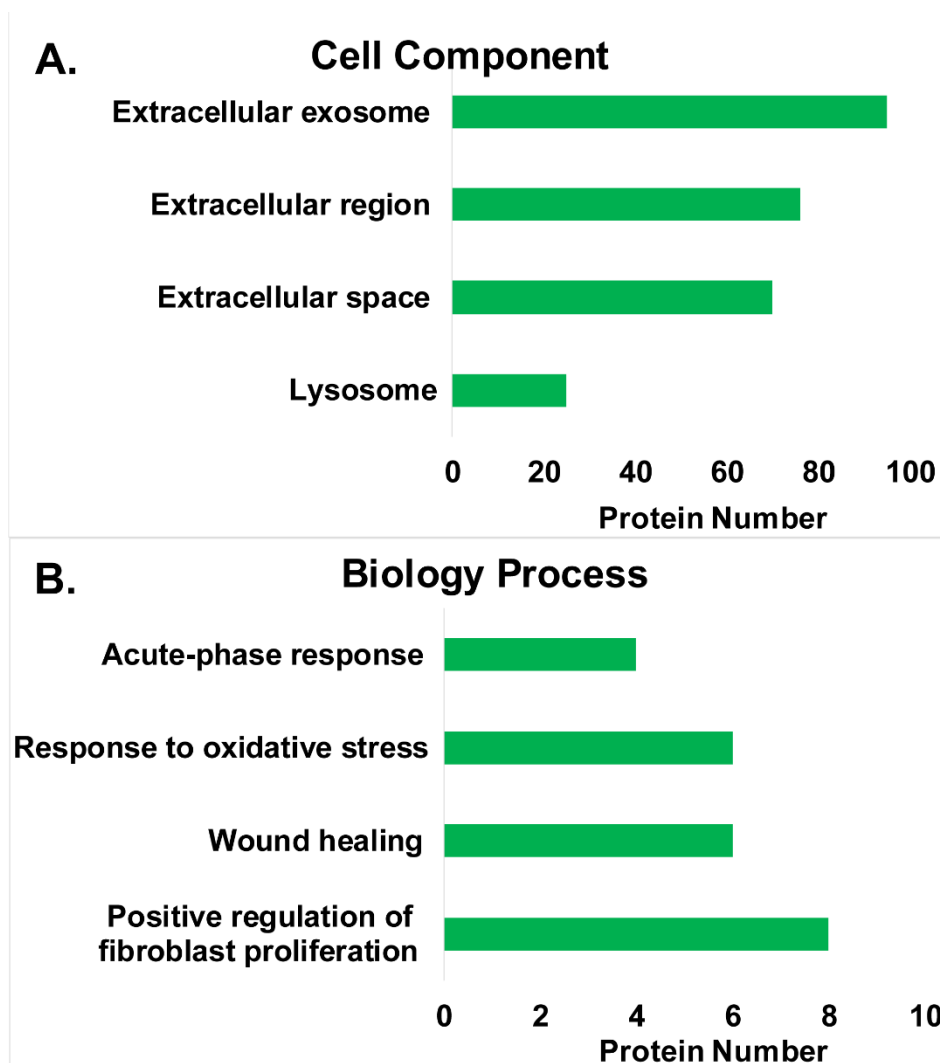 A.
Cell Component
Extracellular exosome
Extracellular region
Extracellular space
Lysosome
0 20 40 60 80 100
Protein Number
B.
Biology Process
Acute-phase response
Response to oxidative stress
Wound healing
Positive regulation of
fibroblast proliferation
0 2 4 6 8 10
Protein Number